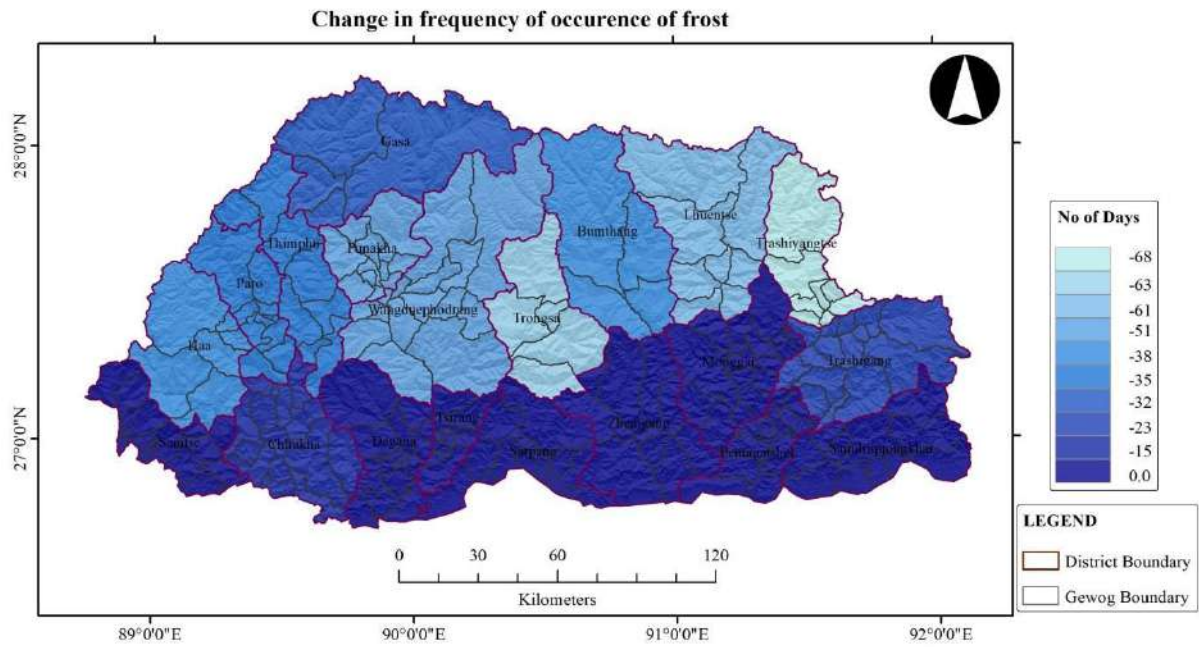 Change in frequency of occurence of frost
28°0'0"N
27°0'0"N
Gasa
Punakha
Thimphu
Paro
Haa
Wangduephodrang
Trongsa
Bumthang
Lhuentse
Trashiyangtse
Monggar
Trashigang
Samtse
Chhukha
Dagana
Tsirang
Sarpang
Zhemgang
Pemagatshel
Samdrupjongkhar
No of Days
-68
-63
-61
-51
-38
-35
-32
-23
-15
0.0
LEGEND
District Boundary
Gewog Boundary
0 30 60 120
Kilometers
89°0'0"E 90°0'0"E 91°0'0"E 92°0'0"E